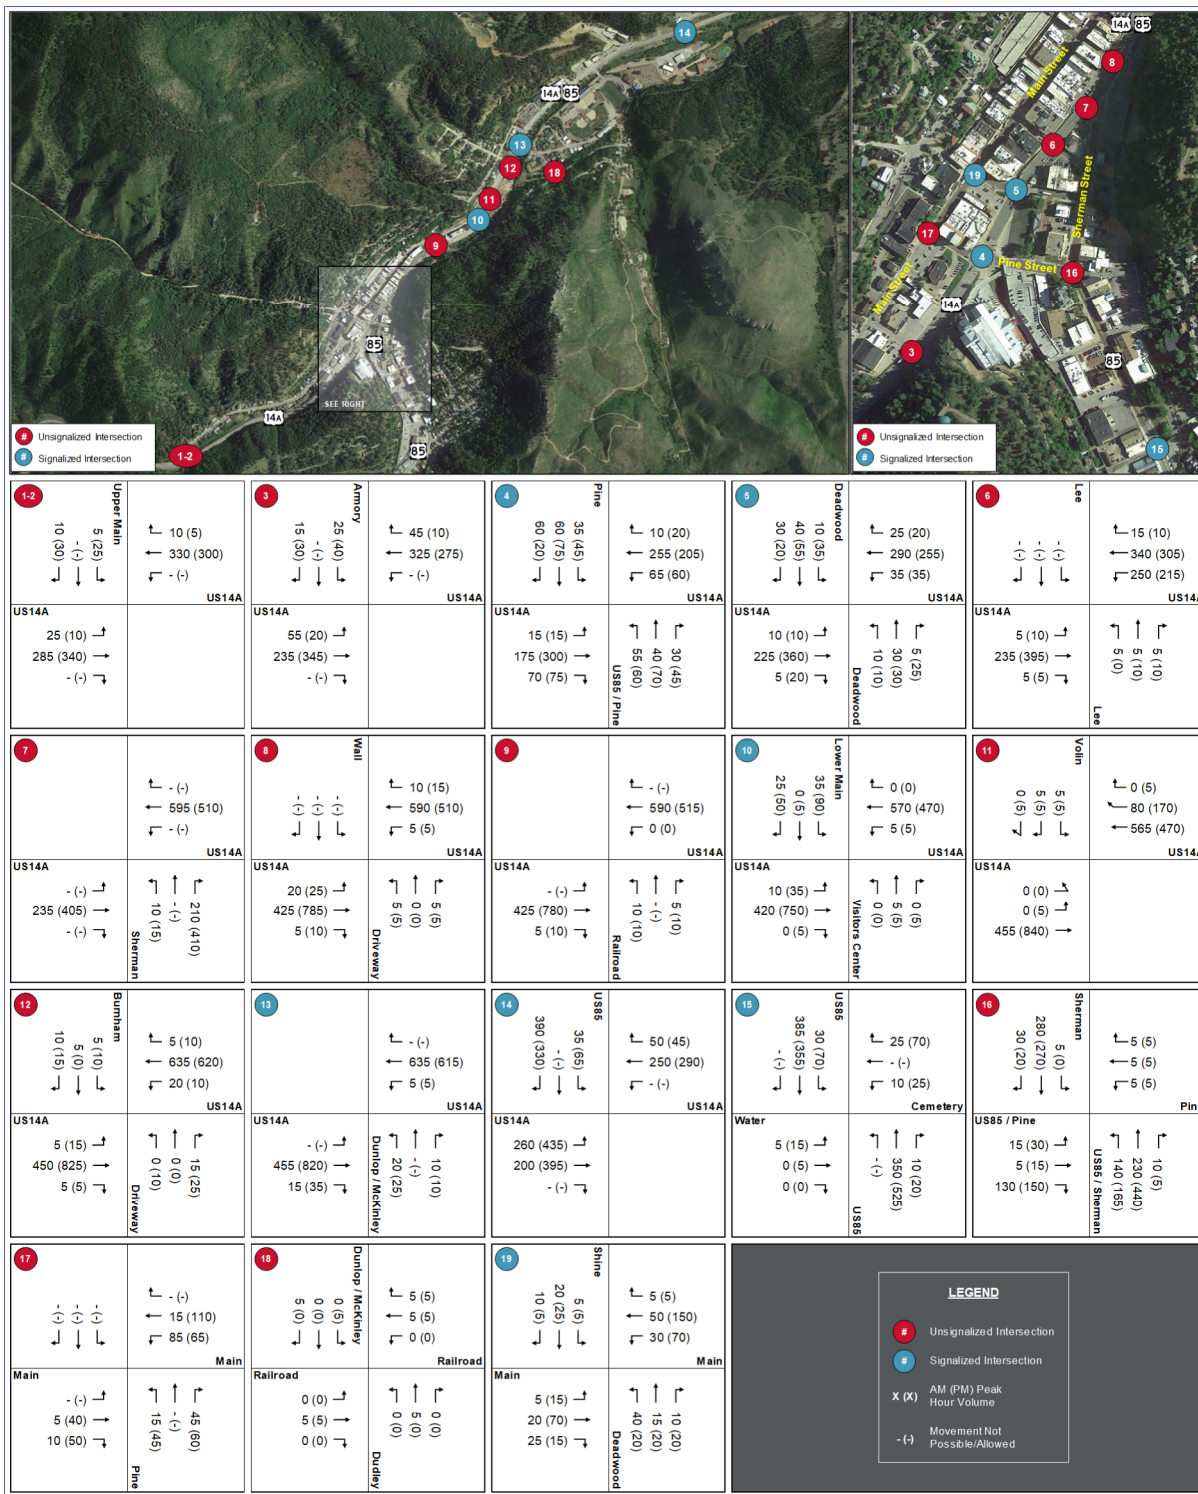 14
14A 85
13
12
18
11
10
9
85
SEE RIGHT
14A
1-2
85
# Unsignalized Intersection
# Signalized Intersection
14A 85
8
Main Street
7
6
19
5
Sherman Street
17
4
Pine Street
16
Main Street
14A
3
85
15
# Unsignalized Intersection
# Signalized Intersection
1-2
Upper Main
10 (30)
- (-)
5 (25)
10 (5)
330 (300)
- (-)
US14A
US14A
25 (10)
285 (340)
- (-)
3
Armory
15 (30)
- (-)
25 (40)
45 (10)
325 (275)
- (-)
US14A
US14A
55 (20)
235 (345)
- (-)
4
Pine
60 (20)
60 (75)
35 (45)
10 (20)
255 (205)
65 (60)
US14A
US14A
15 (15)
175 (300)
70 (75)
US85 / Pine
55 (60)
40 (70)
30 (45)
5
Deadwood
30 (20)
40 (55)
10 (35)
25 (20)
290 (255)
35 (35)
US14A
US14A
10 (10)
225 (360)
5 (20)
Deadwood
10 (10)
30 (30)
5 (25)
6
Lee
- (-)
- (-)
- (-)
15 (10)
340 (305)
250 (215)
US14A
US14A
5 (10)
235 (395)
5 (5)
Lee
5 (0)
5 (10)
5 (10)
7
- (-)
595 (510)
- (-)
US14A
US14A
- (-)
235 (405)
- (-)
Sherman
10 (15)
- (-)
210 (410)
8
Wall
- (-)
- (-)
- (-)
10 (15)
590 (510)
5 (5)
US14A
US14A
20 (25)
425 (785)
5 (10)
Driveway
5 (5)
0 (0)
5 (5)
9
- (-)
590 (515)
0 (0)
US14A
US14A
- (-)
425 (780)
5 (10)
Railroad
10 (10)
- (-)
5 (10)
10
Lower Main
25 (50)
0 (5)
35 (90)
0 (0)
570 (470)
5 (5)
US14A
US14A
10 (35)
420 (750)
0 (5)
Visitors Center
0 (0)
5 (5)
0 (5)
11
Volin
0 (5)
5 (5)
5 (5)
0 (5)
80 (170)
565 (470)
US14A
US14A
0 (0)
0 (5)
455 (840)
12
Burnham
10 (15)
5 (0)
5 (10)
5 (10)
635 (620)
20 (10)
US14A
US14A
5 (15)
450 (825)
5 (5)
Driveway
0 (10)
0 (0)
15 (25)
13
- (-)
635 (615)
5 (5)
US14A
US14A
- (-)
455 (820)
15 (35)
Dunlop / McKinley
20 (25)
- (-)
10 (10)
14
US85
390 (330)
- (-)
35 (65)
50 (45)
250 (290)
- (-)
US14A
US14A
260 (435)
200 (395)
- (-)
15
US85
- (-)
385 (355)
30 (70)
25 (70)
- (-)
10 (25)
Cemetery
Water
5 (15)
0 (5)
0 (0)
US85
- (-)
350 (525)
10 (20)
16
Sherman
30 (20)
280 (270)
5 (0)
5 (5)
5 (5)
5 (5)
Pin
US85 / Pine
15 (30)
5 (15)
130 (150)
US85 / Sherman
140 (165)
230 (440)
10 (5)
17
- (-)
- (-)
- (-)
- (-)
15 (110)
85 (65)
Main
Main
- (-)
5 (40)
10 (50)
Pine
15 (45)
- (-)
45 (60)
18
Dunlop / McKinley
5 (0)
0 (0)
0 (5)
5 (5)
5 (5)
0 (0)
Railroad
Railroad
0 (0)
5 (5)
0 (0)
Dudley
0 (0)
5 (0)
0 (0)
19
Shine
10 (5)
20 (25)
5 (5)
5 (5)
50 (150)
30 (70)
Main
Main
5 (15)
20 (70)
25 (15)
Deadwood
40 (20)
15 (20)
10 (20)
LEGEND
# Unsignalized Intersection
# Signalized Intersection
X (X) AM (PM) Peak
Hour Volume
- (-) Movement Not
Possible/Allowed